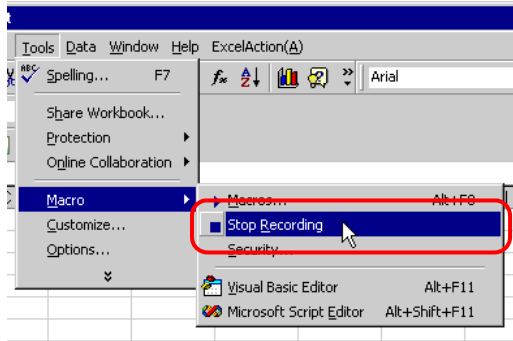 Tools Data Window Help ExcelAction(A)
ABC Spelling... F7
Arial
Share Workbook...
Protection
Online Collaboration
Macro
Macros... Alt+F8
Customize...
Stop Recording
Options...
Security...
Visual Basic Editor Alt+F11
Microsoft Script Editor Alt+Shift+F11